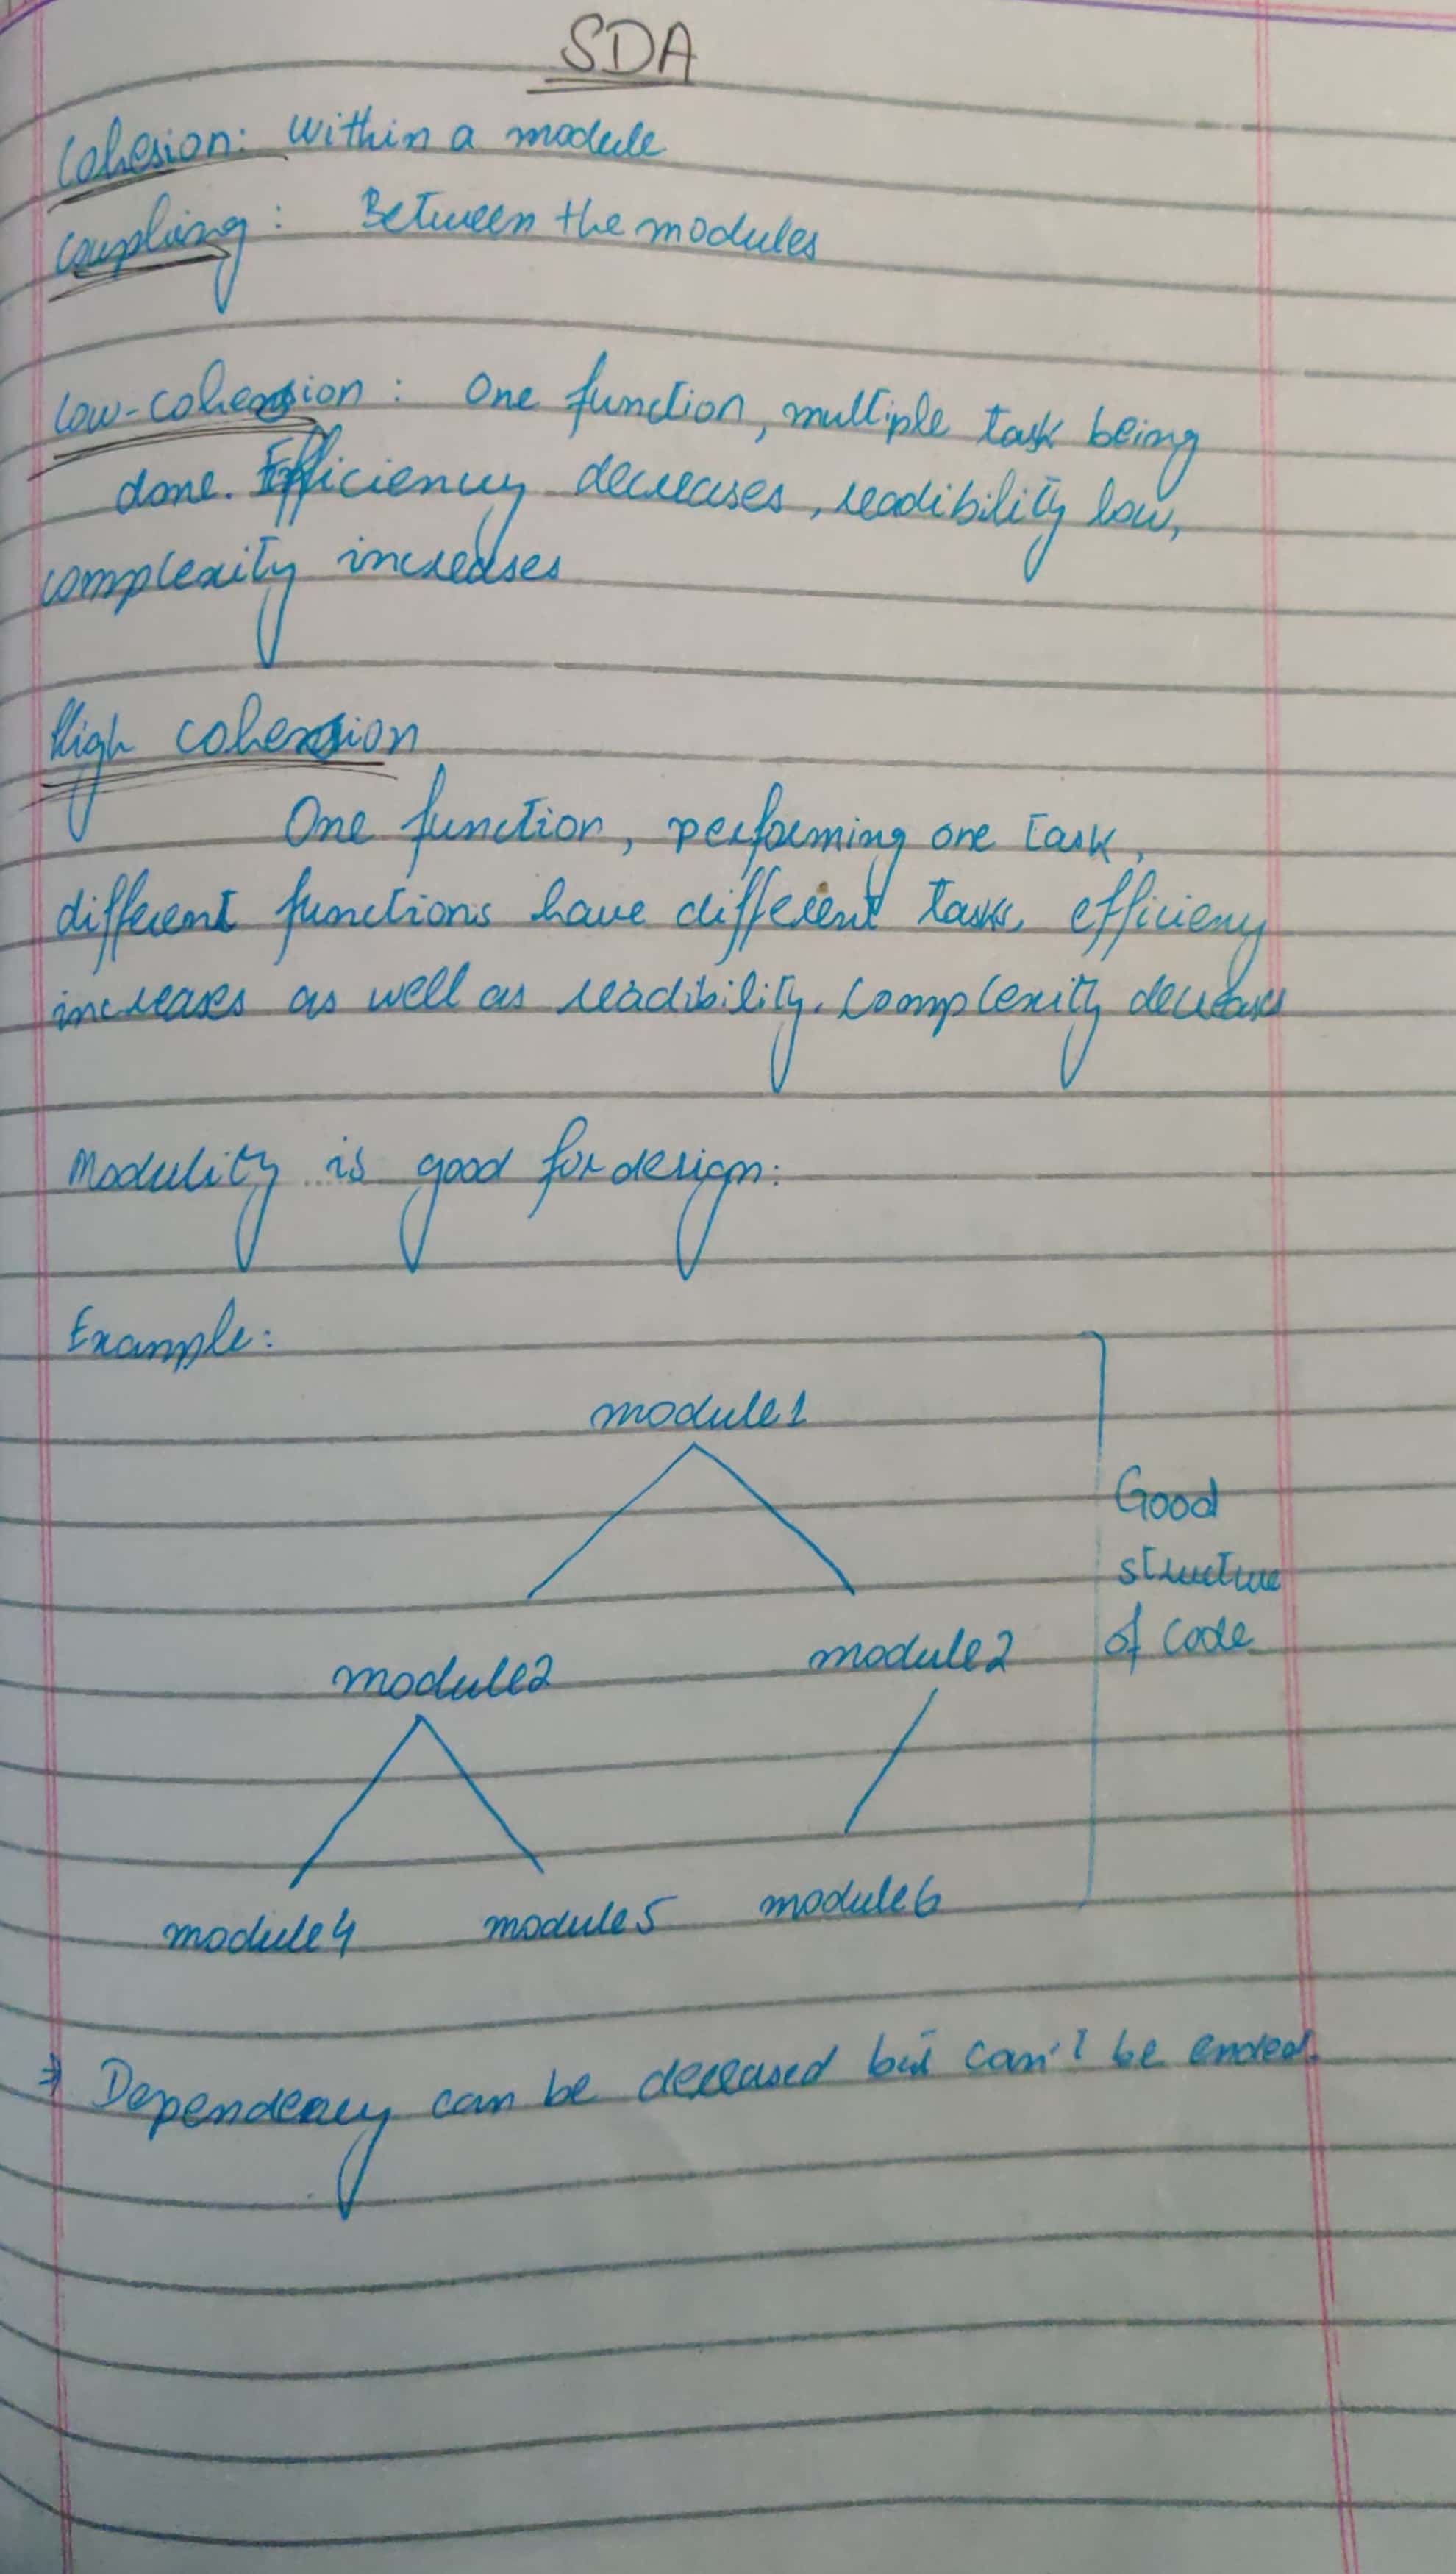 SDA
Cohesion: Within a module
Coupling: Between the modules
Low-cohesion: One function, multiple task being
done. Efficiency decreases, readibility low,
complexity increases
High cohesion
One function, performing one task,
different functions have different tasks, efficieny
increases as well as readibility. Complexity decreases
Modulity is good for design:
Example:
module1
Good
structure
of code
module2 module2
module4 module5 module6
⇒ Dependency can be decreased but can't be ended.